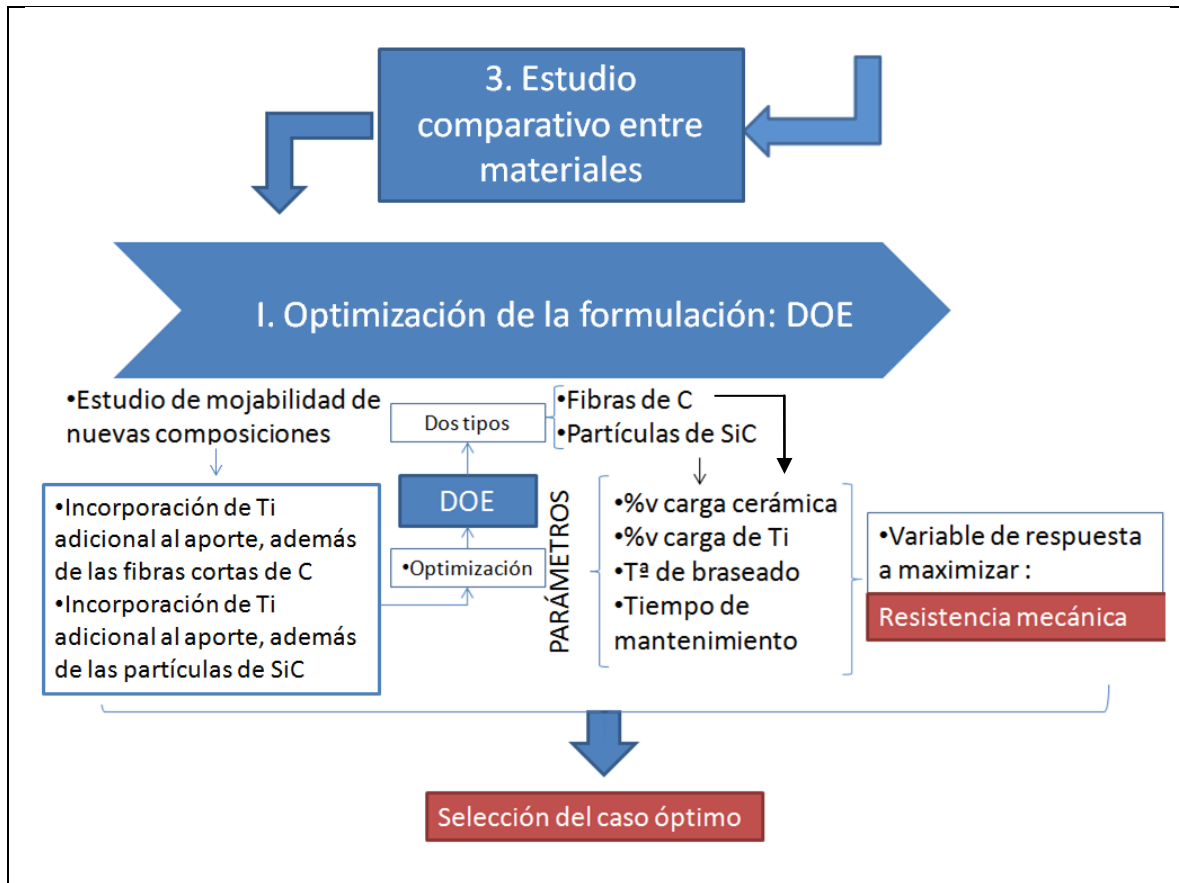 3. Estudio
comparativo entre
materiales
I. Optimización de la formulación: DOE
•Estudio de mojabilidad de
nuevas composiciones
•Incorporación de Ti
adicional al aporte, además
de las fibras cortas de C
•Incorporación de Ti
adicional al aporte, además
de las partículas de SiC
Dos tipos
DOE
•Optimización
•Fibras de C
•Partículas de SiC
PARÁMETROS
•%v carga cerámica
•%v carga de Ti
•Tª de braseado
•Tiempo de
mantenimiento
•Variable de respuesta
a maximizar :
Resistencia mecánica
Selección del caso óptimo